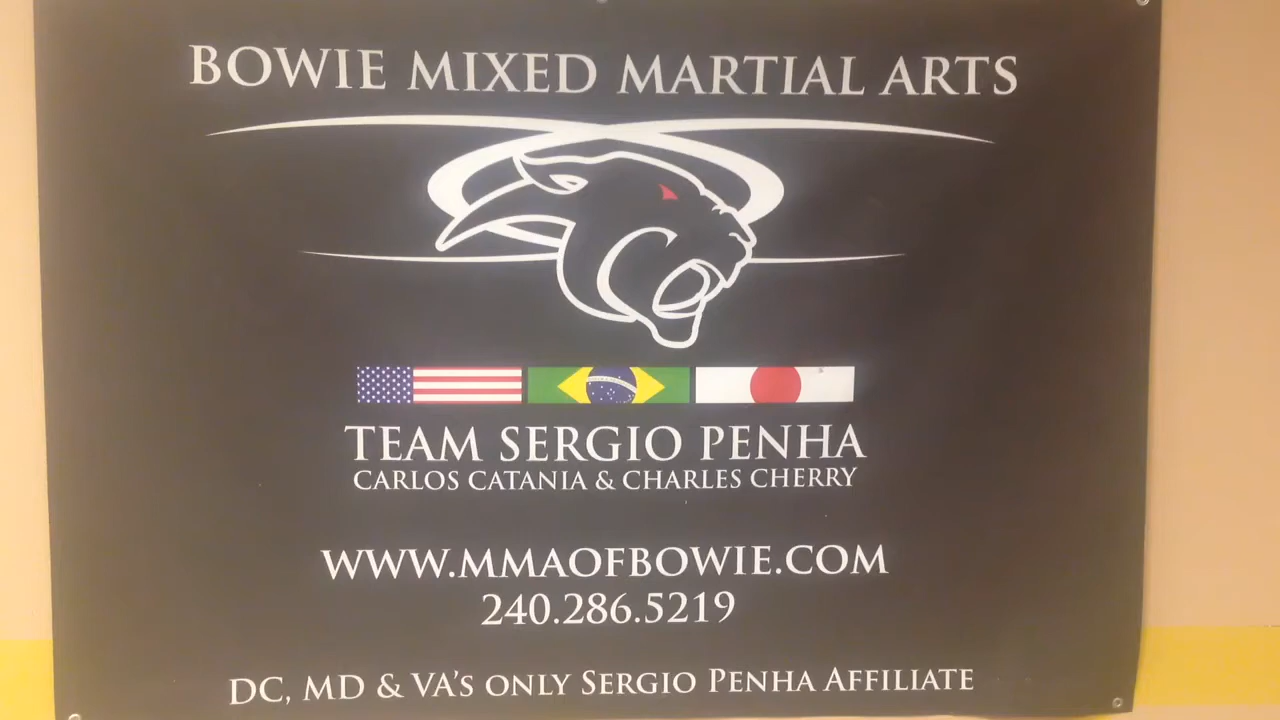 BOWIE MIXED MARTIAL ARTS
TEAM SERGIO PENHA
CARLOS CATANIA & CHARLES CHERRY
WWW.MMAOFBOWIE.COM
240.286.5219
DC, MD & VA'S ONLY SERGIO PENHA AFFILIATE